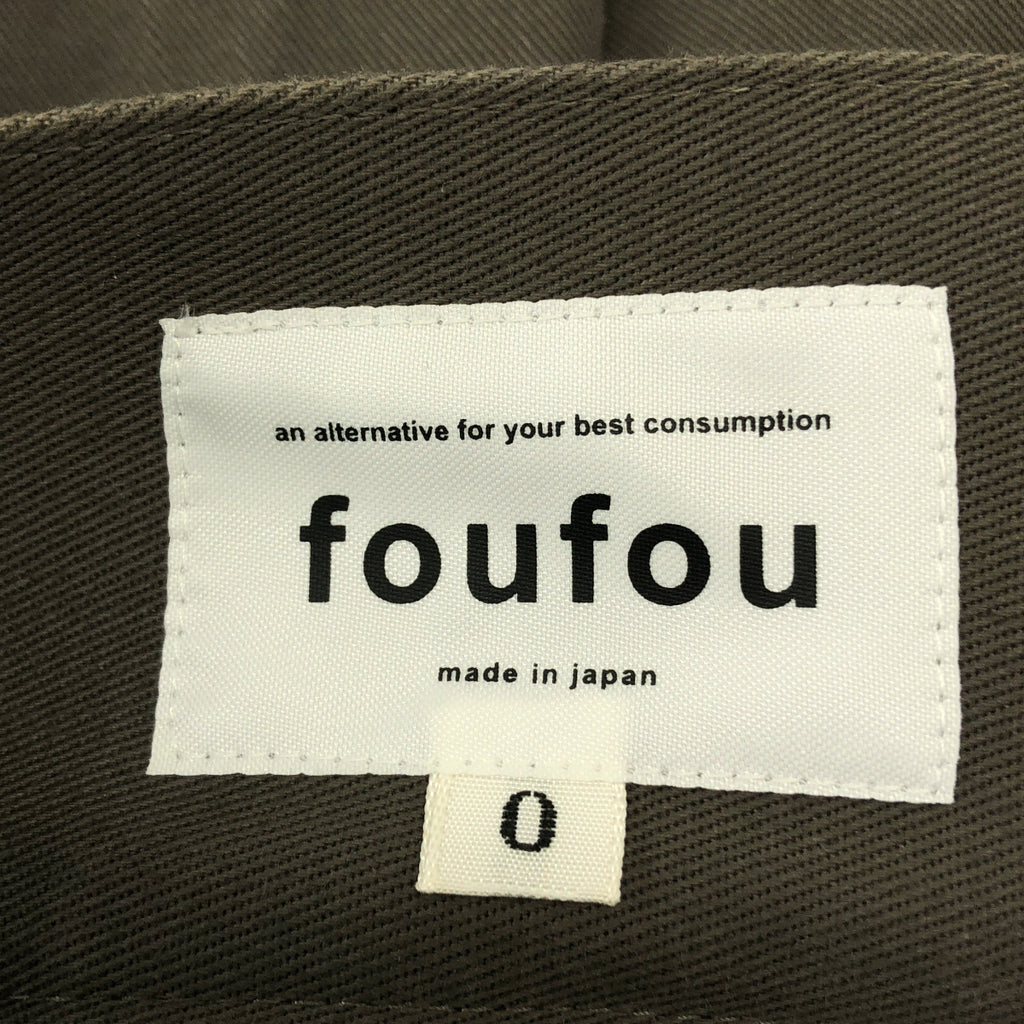 an alternative for your best consumption
foufou
made in japan
0